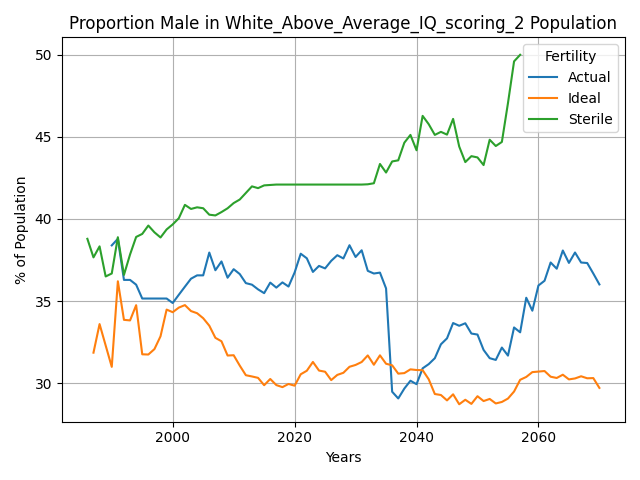 Proportion Male in White_Above_Average_IQ_scoring_2 Population
% of Population
50
45
40
35
30
Fertility
Actual
Ideal
Sterile
2000
2020
2040
2060
Years